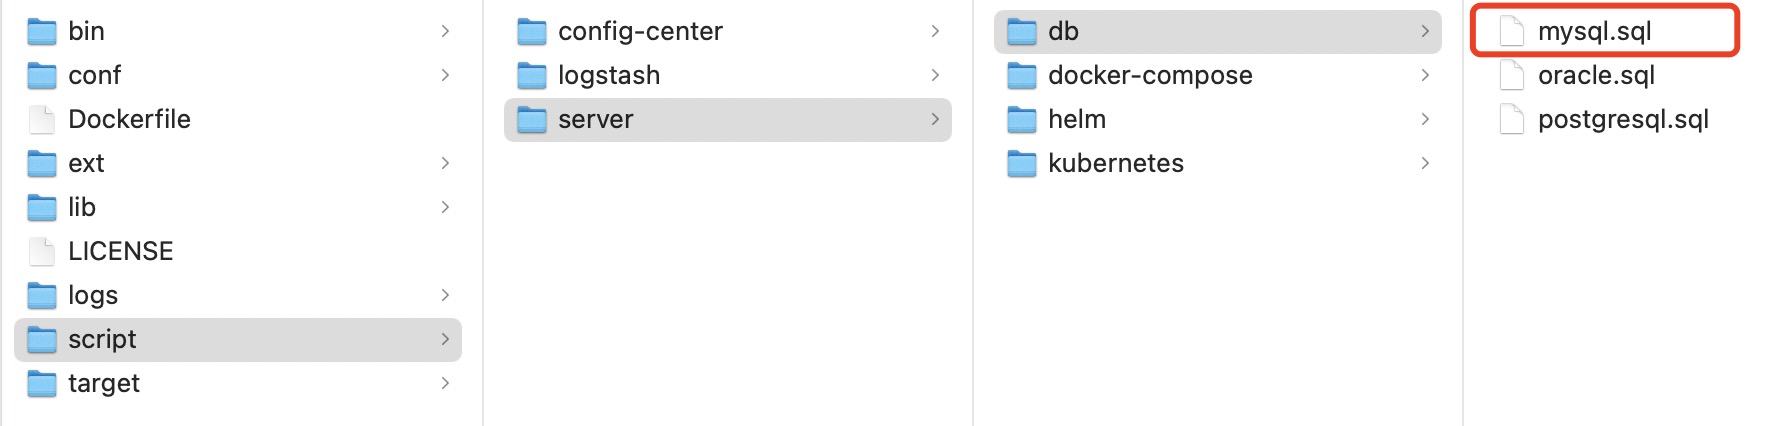 bin
conf
Dockerfile
ext
lib
LICENSE
logs
script
target
config-center
logstash
server
db
docker-compose
helm
kubernetes
mysql.sql
oracle.sql
postgresql.sql